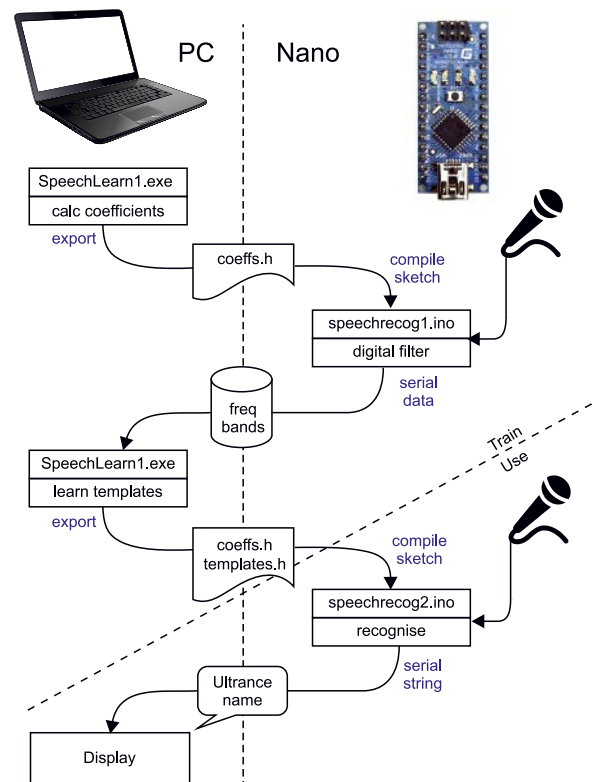 PC
Nano
SpeechLearn1.exe
calc coefficients
export
coeffs.h
compile
sketch
speechrecog1.ino
digital filter
serial
data
freq
bands
SpeechLearn1.exe
learn templates
Train
Use
export
coeffs.h
templates.h
compile
sketch
speechrecog2.ino
recognise
serial
string
Ultrance
name
Display